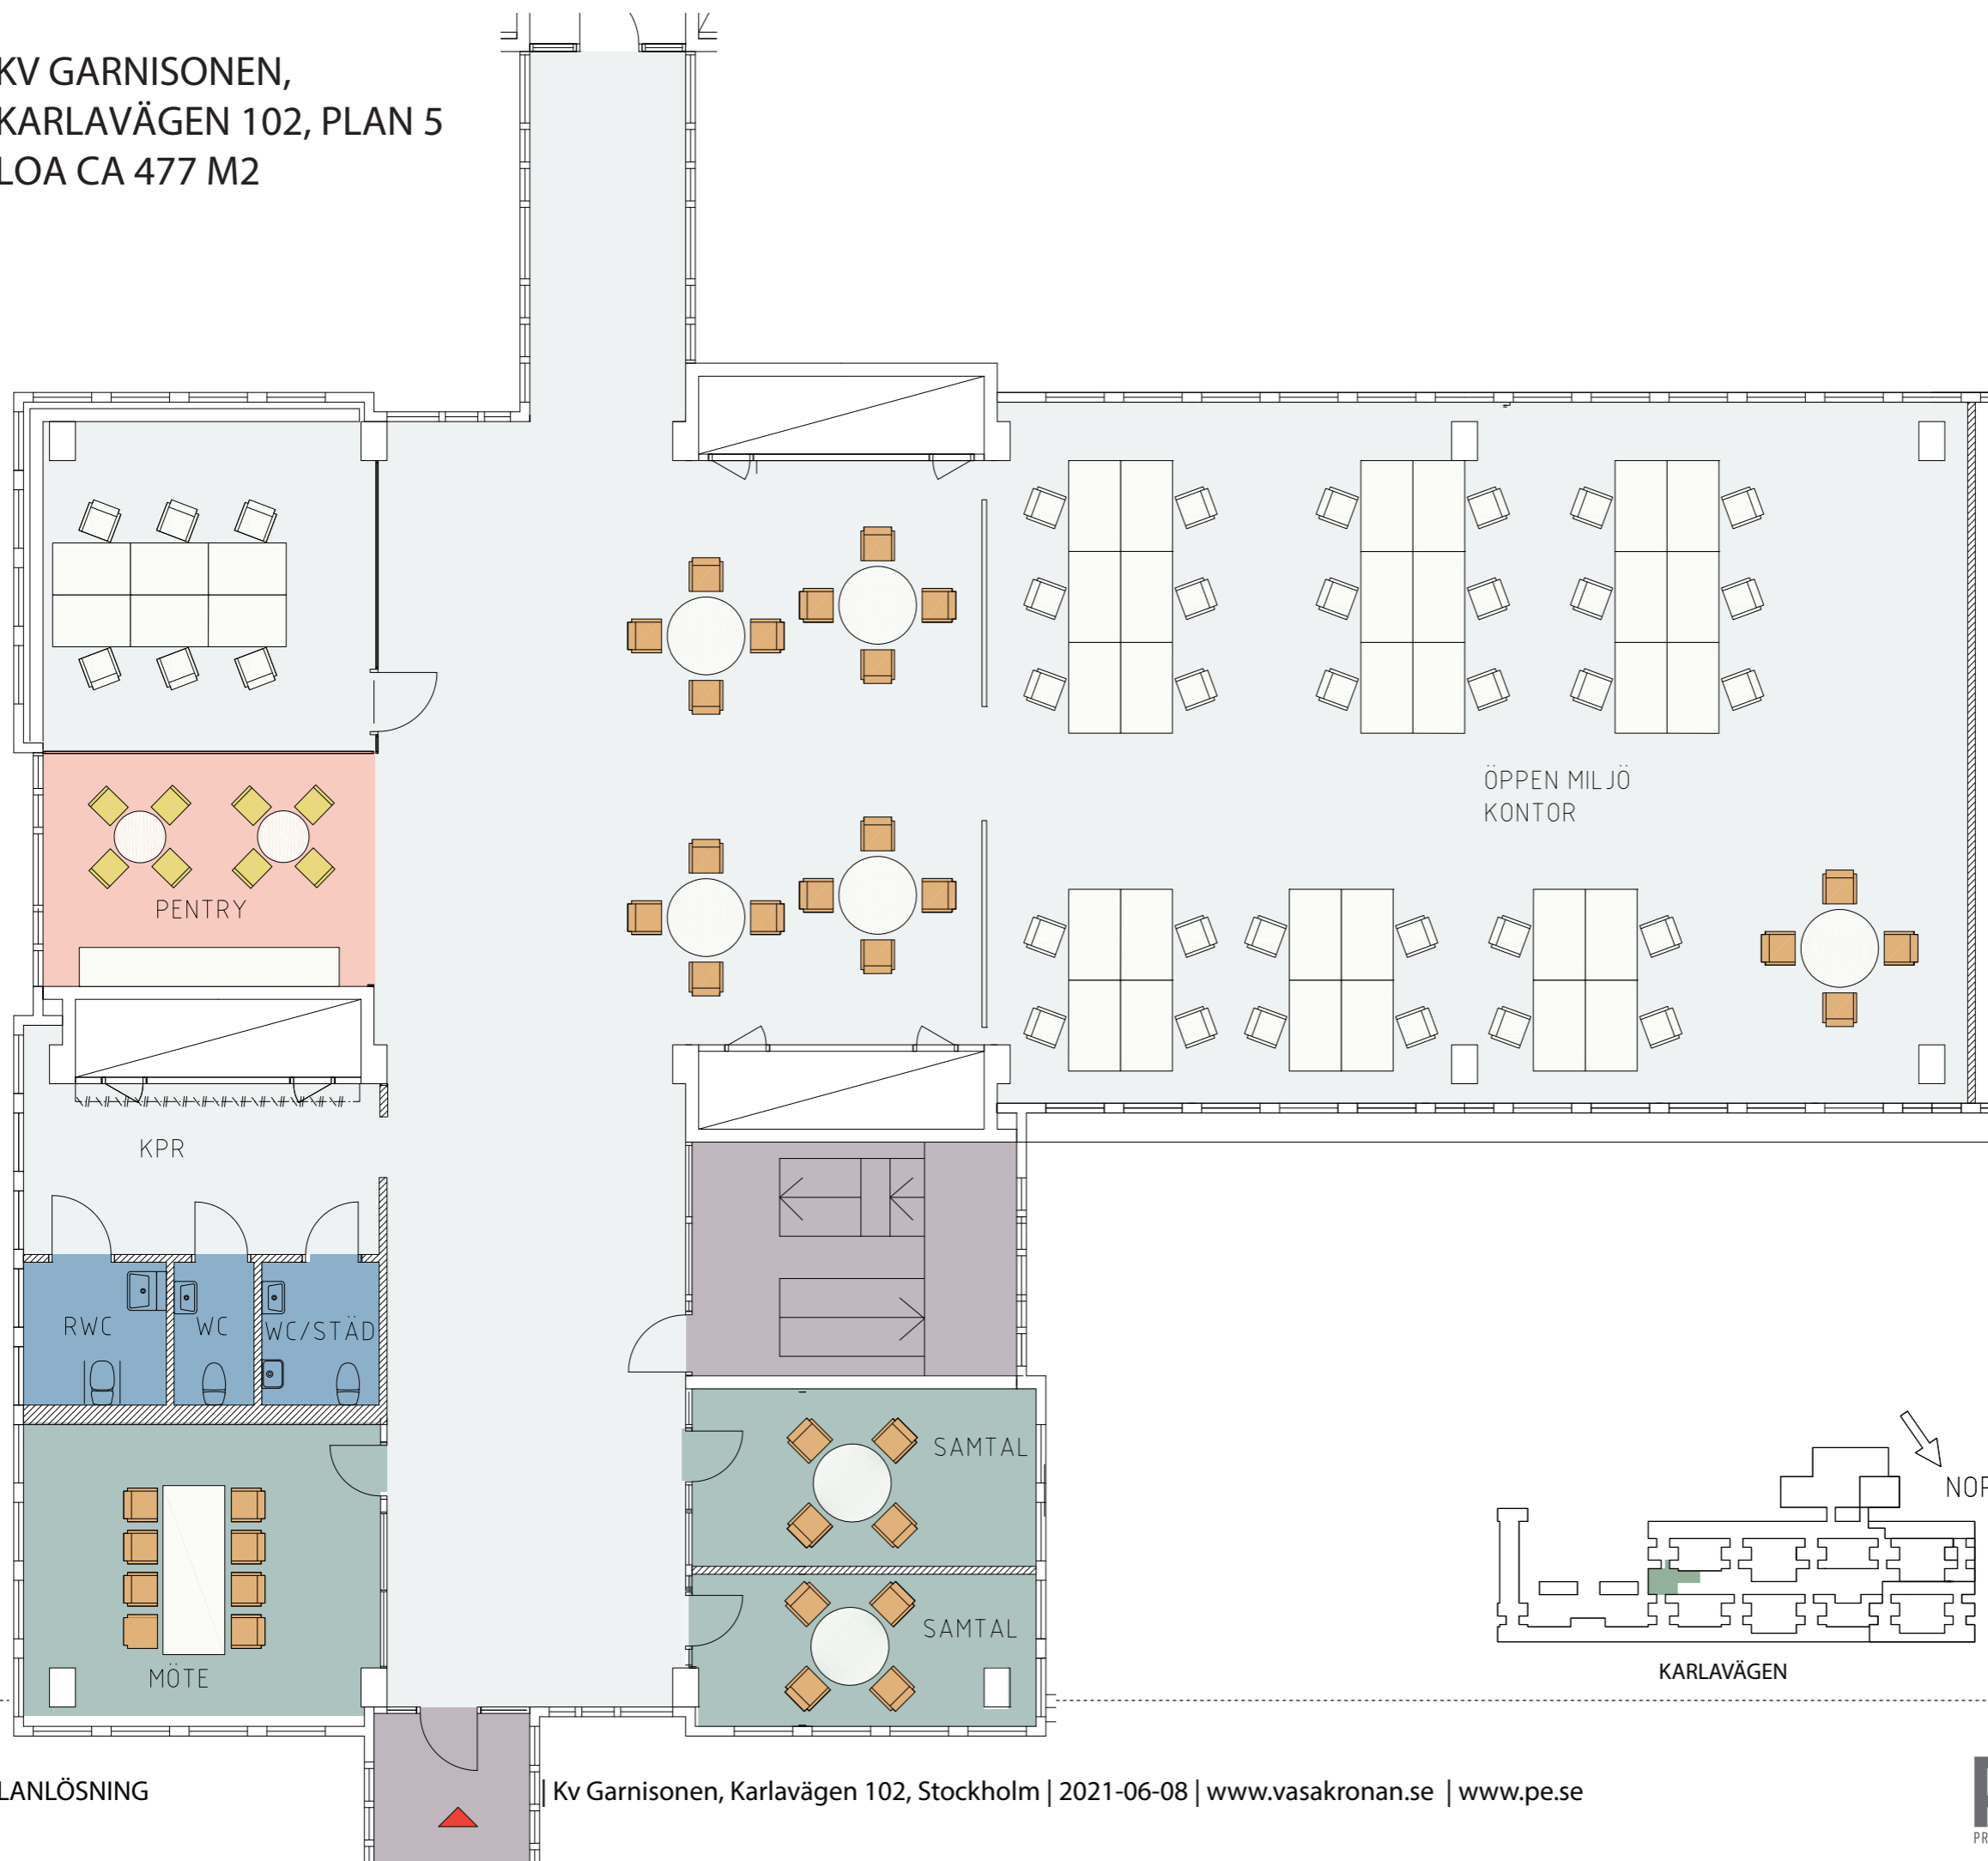 KV GARNISONEN,
KARLAVÄGEN 102, PLAN 5
LOA CA 477 M2
ÖPPEN MILJÖ
KONTOR
PENTRY
KPR
RWC
WC
WC/STÄD
SAMTAL
SAMTAL
MÖTE
KARLAVÄGEN
LANLÖSNING
| Kv Garnisonen, Karlavägen 102, Stockholm | 2021-06-08 | www.vasakronan.se | www.pe.se